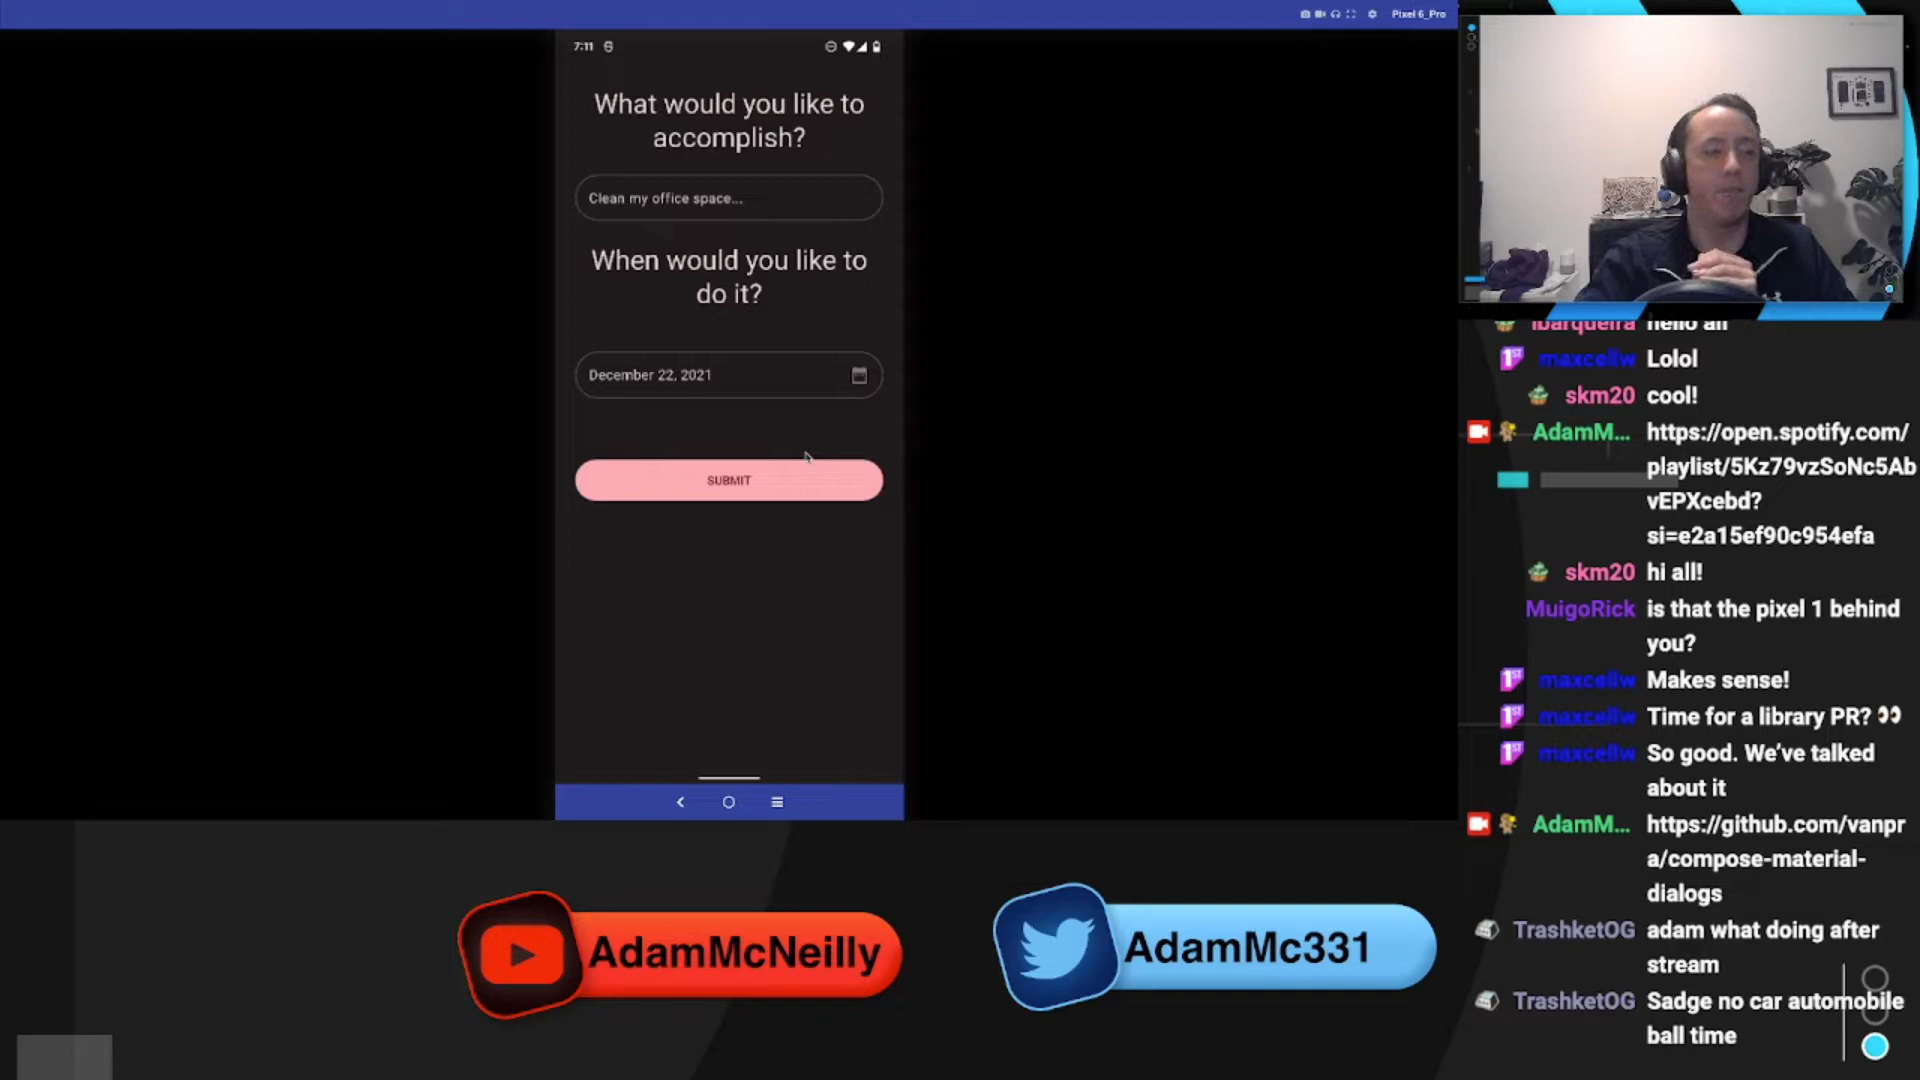 Pixel 6_Pro
7:11
What would you like to
accomplish?
Clean my office space...
When would you like to
do it?
December 22, 2021
SUBMIT
AdamMcNeilly
AdamMc331
ibarqueira hello all
maxcellw Lolol
skm20 cool!
AdamM... https://open.spotify.com/
playlist/5Kz79vzSoNc5Ab
vEPXcebd?
si=e2a15ef90c954efa
skm20 hi all!
MuigoRick is that the pixel 1 behind
you?
maxcellw Makes sense!
maxcellw Time for a library PR? 👀
maxcellw So good. We've talked
about it
AdamM... https://github.com/vanpr
a/compose-material-
dialogs
TrashketOG adam what doing after
stream
TrashketOG Sadge no car automobile
ball time